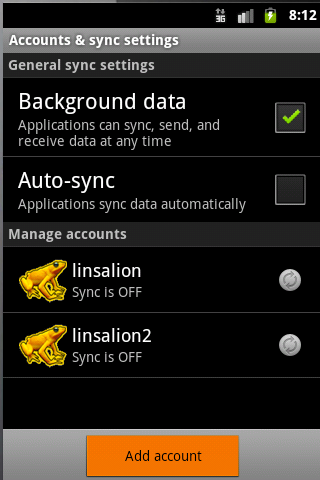 3G 8:12
Accounts & sync settings
General sync settings
Background data
Applications can sync, send, and
receive data at any time
Auto-sync
Applications sync data automatically
Manage accounts
linsalion
Sync is OFF
linsalion2
Sync is OFF
Add account